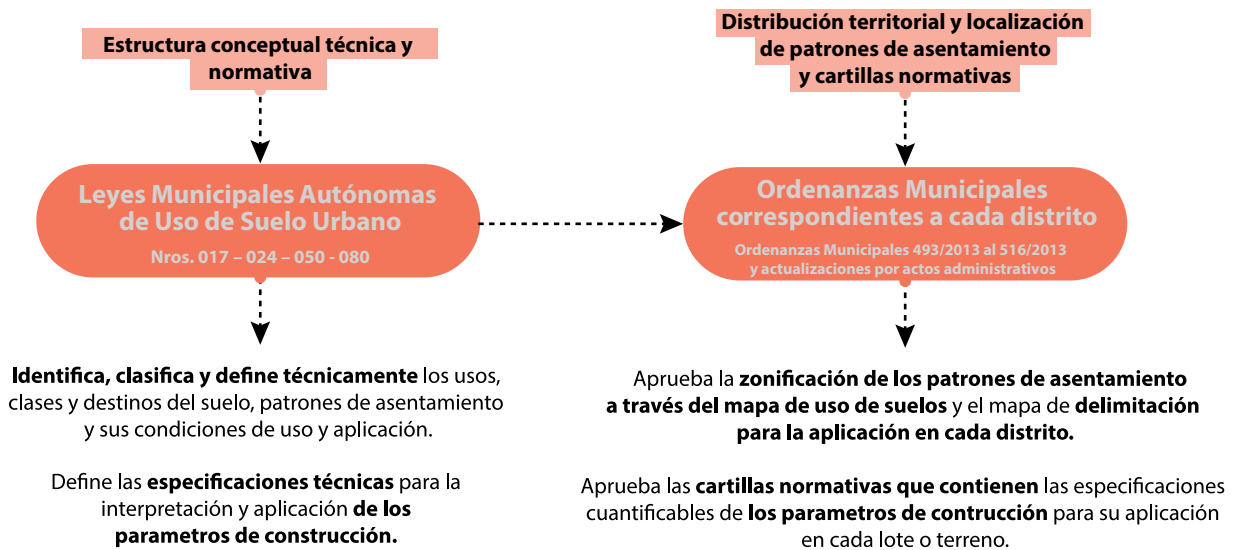 Estructura conceptual técnica y
normativa
Leyes Municipales Autónomas
de Uso de Suelo Urbano
Nros. 017 – 024 – 050 - 080
Identifica, clasifica y define técnicamente los usos,
clases y destinos del suelo, patrones de asentamiento
y sus condiciones de uso y aplicación.
Define las especificaciones técnicas para la
interpretación y aplicación de los
parametros de construcción.
Distribución territorial y localización
de patrones de asentamiento
y cartillas normativas
Ordenanzas Municipales
correspondientes a cada distrito
Ordenanzas Municipales 493/2013 al 516/2013
y actualizaciones por actos administrativos
Aprueba la zonificación de los patrones de asentamiento
a través del mapa de uso de suelos y el mapa de delimitación
para la aplicación en cada distrito.
Aprueba las cartillas normativas que contienen las especificaciones
cuantificables de los parametros de contrucción para su aplicación
en cada lote o terreno.